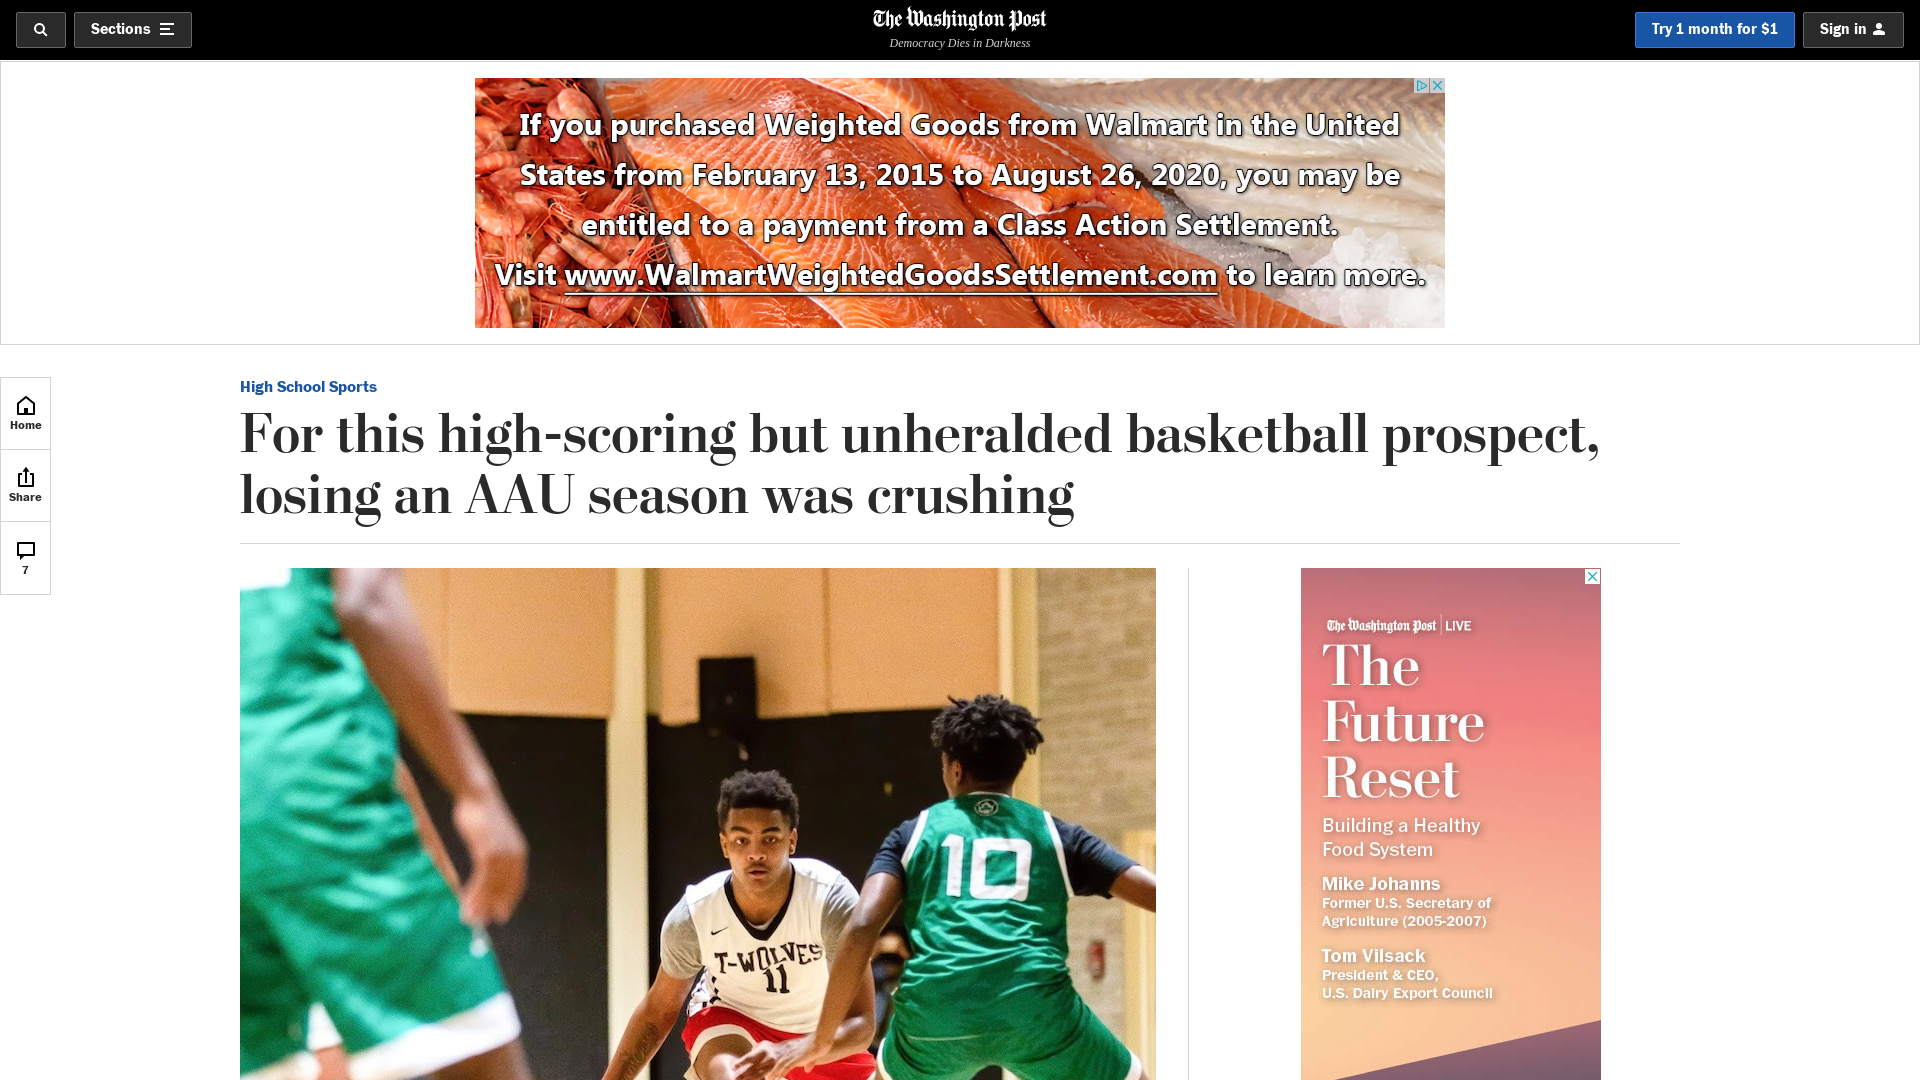 Sections
The Washington Post
Democracy Dies in Darkness
Try 1 month for $1
Sign in
If you purchased Weighted Goods from Walmart in the United
States from February 13, 2015 to August 26, 2020, you may be
entitled to a payment from a Class Action Settlement.
Visit www.WalmartWeightedGoodsSettlement.com to learn more.
Home
Share
7
High School Sports
For this high-scoring but unheralded basketball prospect,
losing an AAU season was crushing
T-WOLVES
11
10
The Washington Post LIVE
The
Future
Reset
Building a Healthy
Food System
Mike Johanns
Former U.S. Secretary of
Agriculture (2005-2007)
Tom Vilsack
President & CEO,
U.S. Dairy Export Council